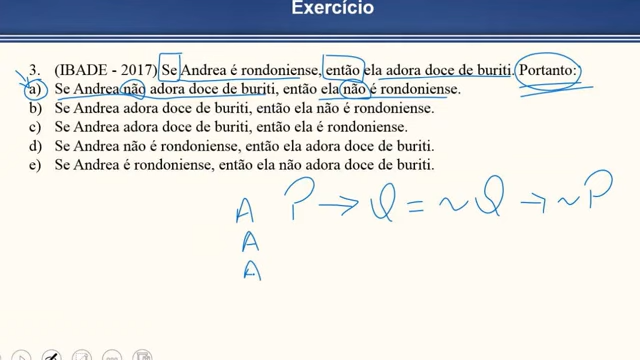 Exercício
3. (IBADE - 2017) Se Andrea é rondoniense, então ela adora doce de buriti. Portanto:
a) Se Andrea não adora doce de buriti, então ela não é rondoniense.
b) Se Andrea adora doce de buriti, então ela não é rondoniense.
c) Se Andrea adora doce de buriti, então ela é rondoniense.
d) Se Andrea não é rondoniense, então ela adora doce de buriti.
e) Se Andrea é rondoniense, então ela não adora doce de buriti.
A P → Q = ~Q → ~P
A
A